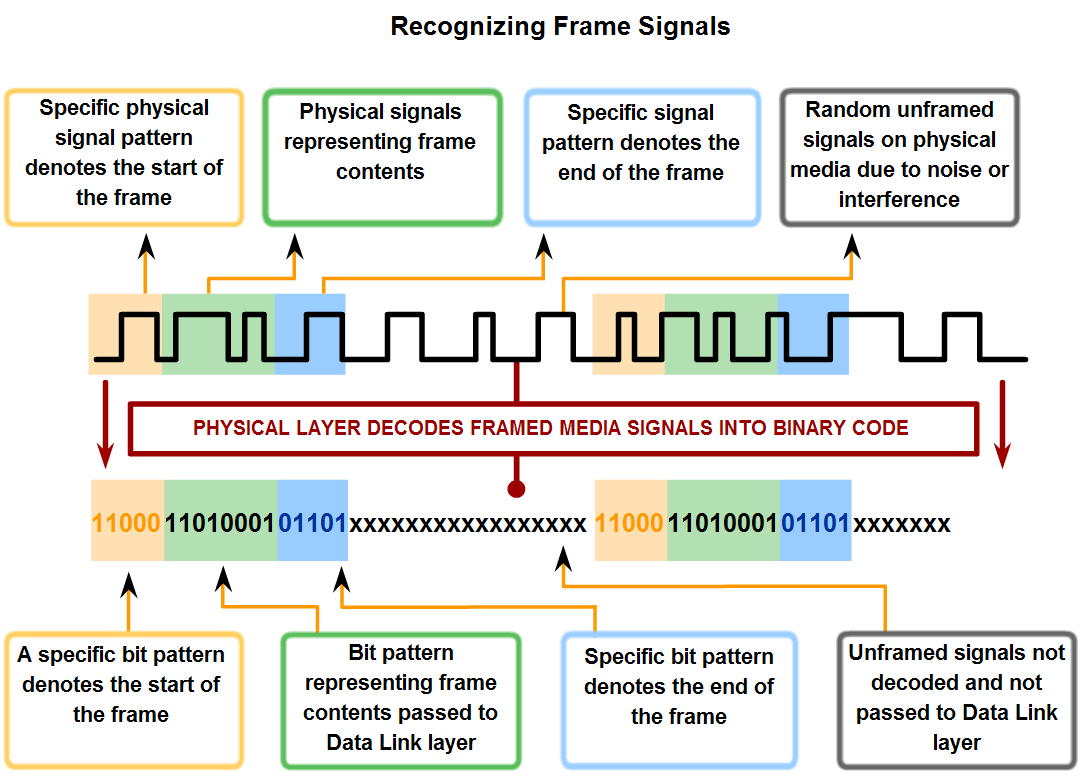 Recognizing Frame Signals
Specific physical
signal pattern
denotes the start of
the frame
Physical signals
representing frame
contents
Specific signal
pattern denotes the
end of the frame
Random unframed
signals on physical
media due to noise or
interference
PHYSICAL LAYER DECODES FRAMED MEDIA SIGNALS INTO BINARY CODE
11000 11010001 01101 xxxxxxxxxxxxxxxxx 11000 11010001 01101 xxxxxxx
A specific bit pattern
denotes the start of
the frame
Bit pattern
representing frame
contents passed to
Data Link layer
Specific bit pattern
denotes the end of
the frame
Unframed signals not
decoded and not
passed to Data Link
layer